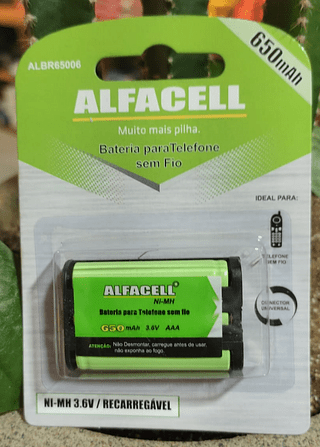 ALBR65006
650mAh
ALFACELL
Muito mais pilha.
Bateria paraTelefone
sem Fio
IDEAL PARA:
TELEFONE
SEM FIO
CONECTOR
UNIVERSAL
ALFACELL®
NI-MH
Bateria para Telefone sem fio
650 mAh 3.6V AAA
ATENÇÃO: Não Desmontar, carregue antes de usar,
não exponha ao fogo.
NI-MH 3.6V / RECARREGÁVEL